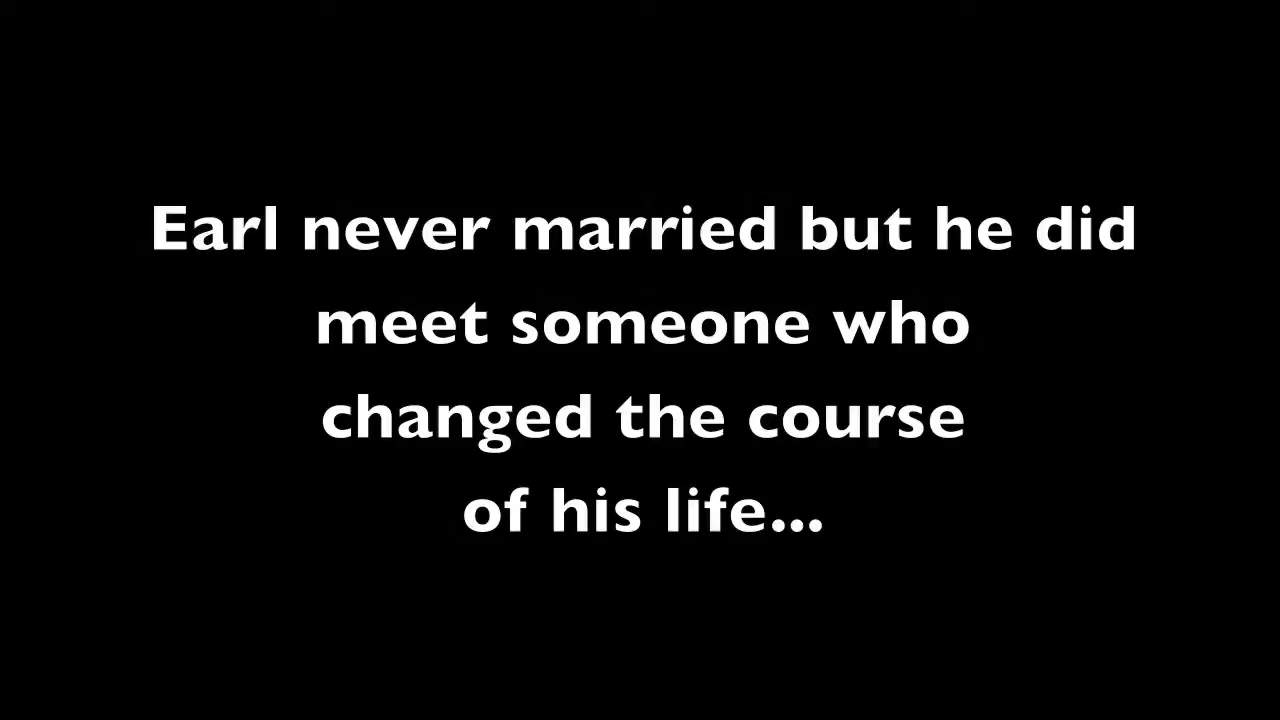 Earl never married but he did
meet someone who
changed the course
of his life...